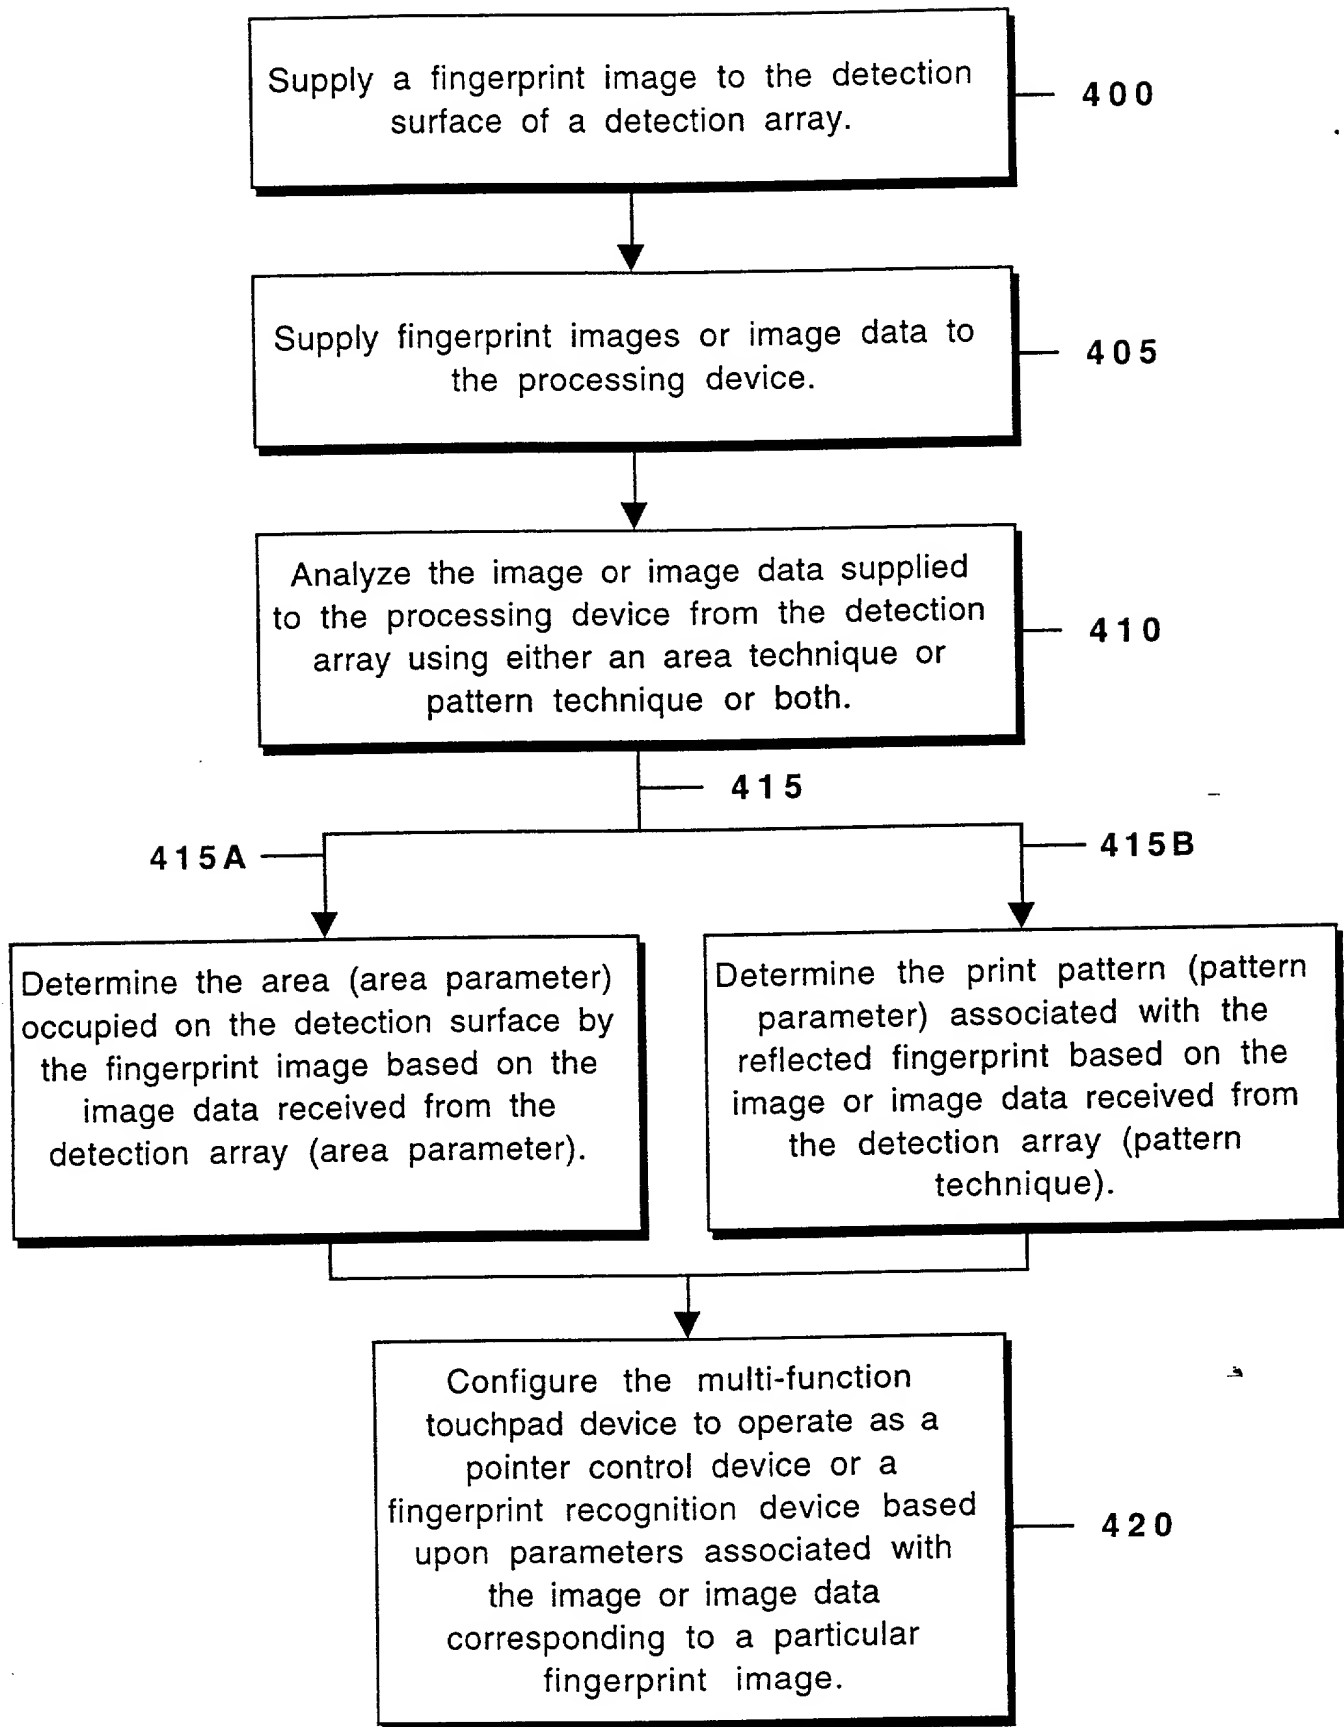 Supply a fingerprint image to the detection
surface of a detection array.
400
Supply fingerprint images or image data to
the processing device.
405
Analyze the image or image data supplied
to the processing device from the detection
array using either an area technique or
pattern technique or both.
410
415
415A
415B
Determine the area (area parameter)
occupied on the detection surface by
the fingerprint image based on the
image data received from the
detection array (area parameter).
Determine the print pattern (pattern
parameter) associated with the
reflected fingerprint based on the
image or image data received from
the detection array (pattern
technique).
Configure the multi-function
touchpad device to operate as a
pointer control device or a
fingerprint recognition device based
upon parameters associated with
the image or image data
corresponding to a particular
fingerprint image.
420